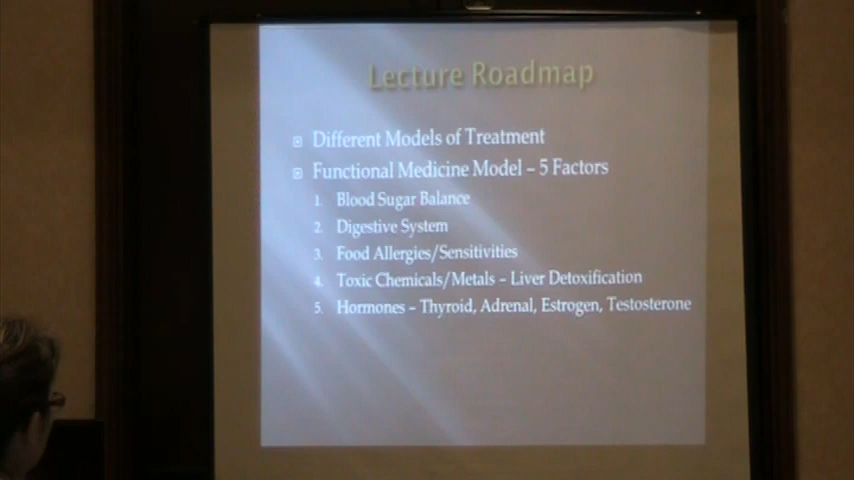 Lecture Roadmap
Different Models of Treatment
Functional Medicine Model – 5 Factors
1. Blood Sugar Balance
2. Digestive System
3. Food Allergies/Sensitivities
4. Toxic Chemicals/Metals – Liver Detoxification
5. Hormones – Thyroid, Adrenal, Estrogen, Testosterone